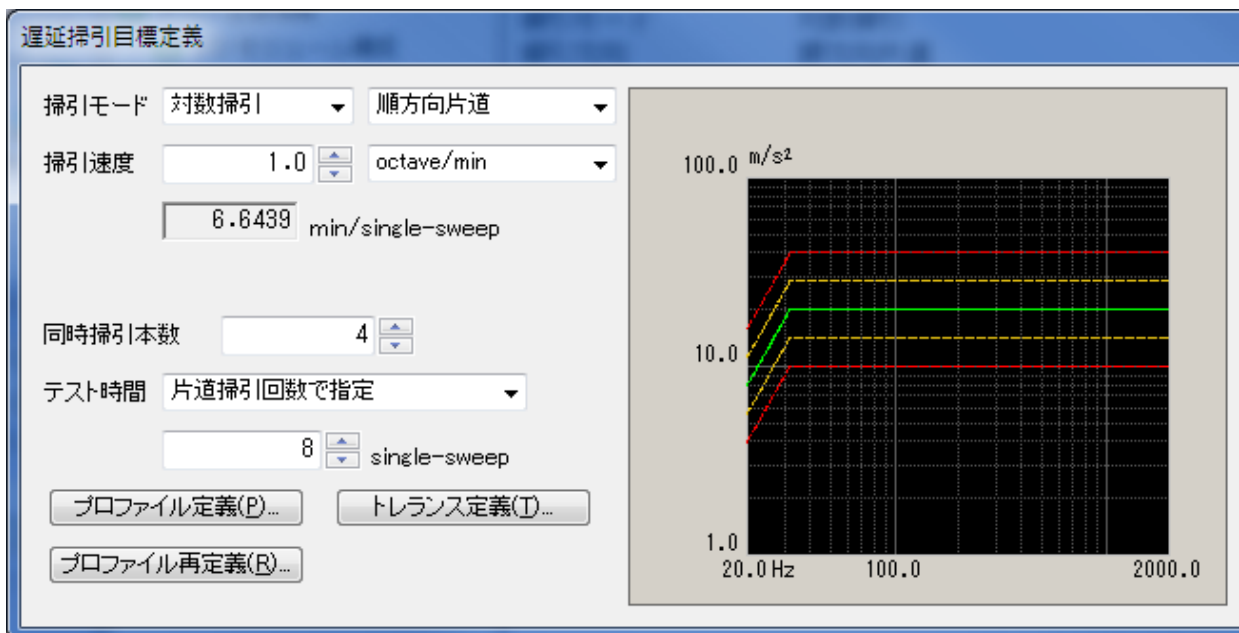 遅延掃引目標定義
掃引モード 対数掃引 順方向片道
掃引速度 1.0 octave/min
6.6439 min/single-sweep
同時掃引本数 4
テスト時間 片道掃引回数で指定
8 single-sweep
プロファイル定義(P)... トレランス定義(T)...
プロファイル再定義(R)...
100.0 m/s²
10.0
1.0
20.0 Hz 100.0 2000.0